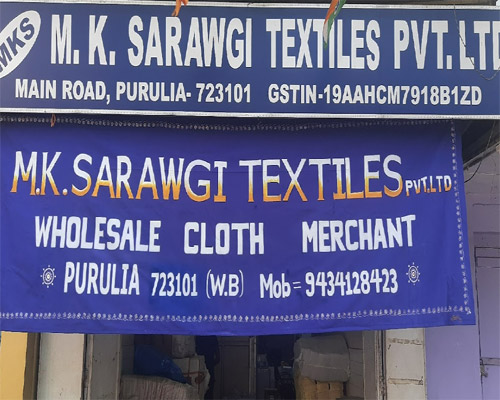 MKS
M. K. SARAWGI TEXTILES PVT. LTD
MAIN ROAD, PURULIA- 723101 GSTIN-19AAHCM7918B1ZD
M.K. SARAWGI TEXTILES PVT. LTD
WHOLESALE CLOTH MERCHANT
PURULIA 723101 (W.B) Mob=9434128423